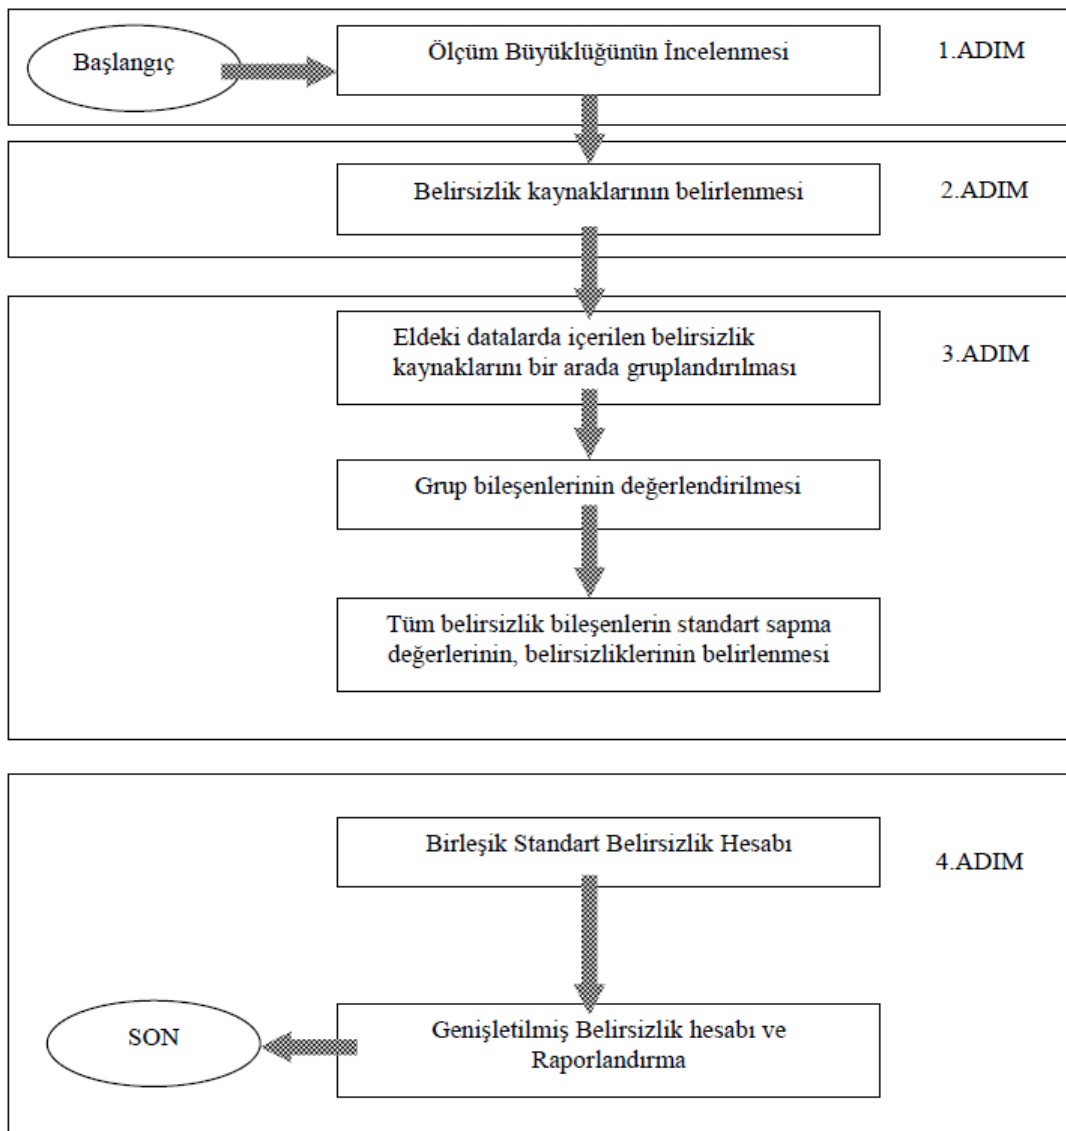 Başlangıç
Ölçüm Büyüklüğünün İncelenmesi
1.ADIM
Belirsizlik kaynaklarının belirlenmesi
2.ADIM
Eldeki datalarda içerilen belirsizlik
kaynaklarını bir arada gruplandırılması
3.ADIM
Grup bileşenlerinin değerlendirilmesi
Tüm belirsizlik bileşenlerin standart sapma
değerlerinin, belirsizliklerinin belirlenmesi
Birleşik Standart Belirsizlik Hesabı
4.ADIM
SON
Genişletilmiş Belirsizlik hesabı ve
Raporlandırma